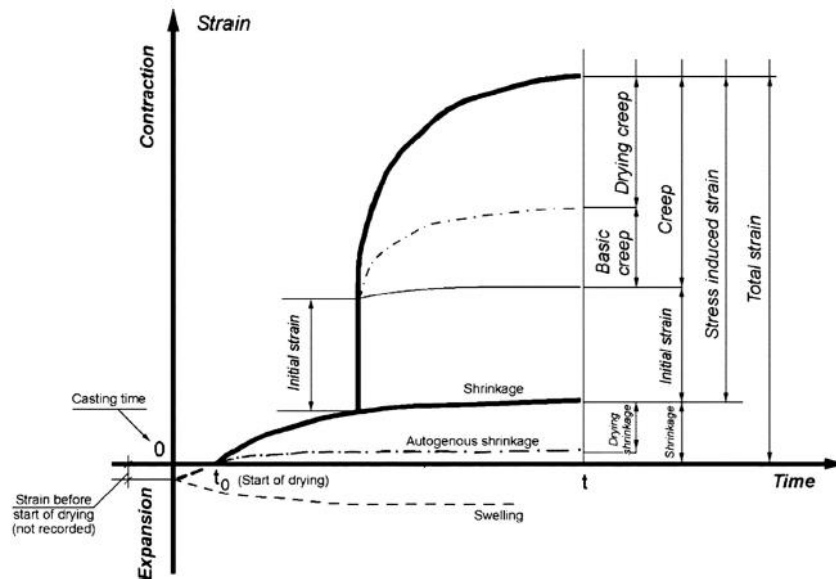 Strain
Contraction
Drying creep
Basic
creep
Creep
Stress induced strain
Total strain
Initial strain
Initial strain
Shrinkage
Casting time
0
Autogenous shrinkage
Drying
shrinkage
Shrinkage
t0 (Start of drying)
t
Time
Strain before
start of drying
(not recorded)
Swelling
Expansion